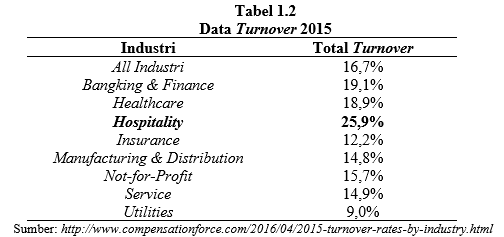 Tabel 1.2
Data Turnover 2015
Industri Total Turnover
All Industri 16,7%
Bangking & Finance 19,1%
Healthcare 18,9%
Hospitality 25,9%
Insurance 12,2%
Manufacturing & Distribution 14,8%
Not-for-Profit 15,7%
Service 14,9%
Utilities 9,0%
Sumber: http://www.compensationforce.com/2016/04/2015-turnover-rates-by-industry.html